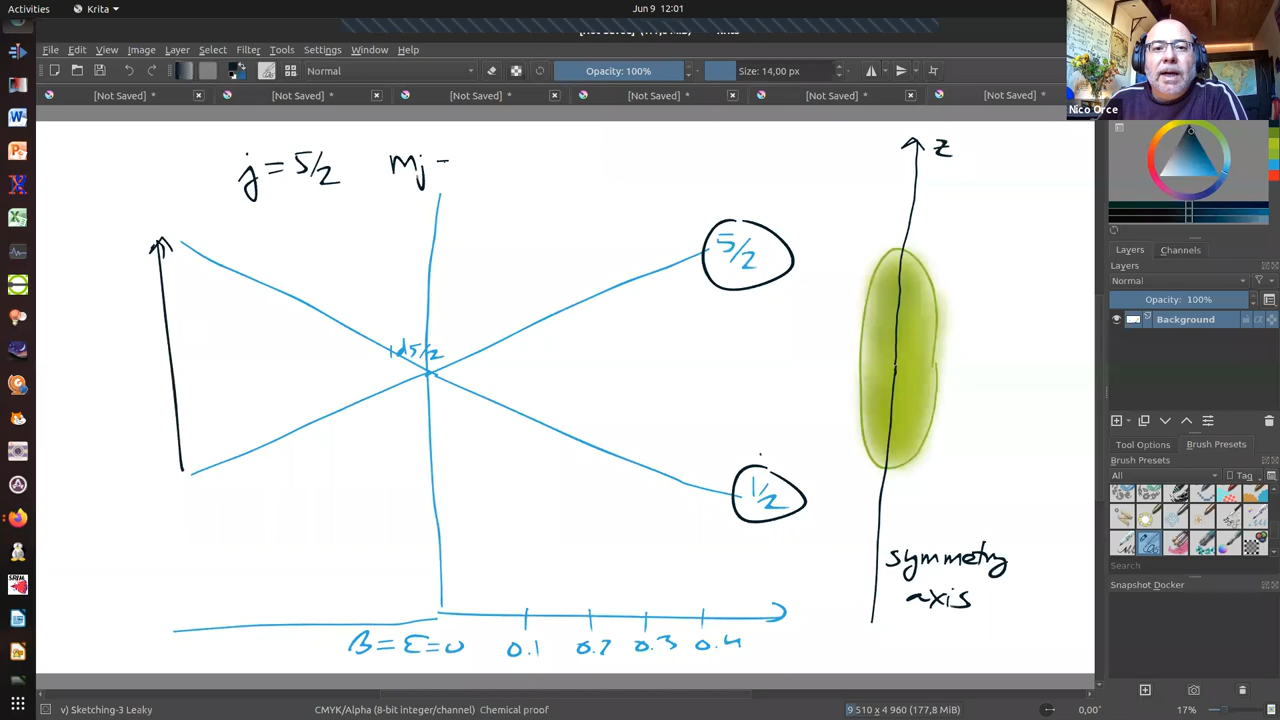 Activities
Krita
Jun 9 12:01
File Edit View Image Layer Select Settings Filter Tools Settings Window Help
Normal
Opacity: 100%
Size: 14,00 px
[Not Saved] *
[Not Saved] *
[Not Saved] *
[Not Saved] *
[Not Saved] *
[Not Saved] *
Nico Orce
j = 5/2 mj -
z
5/2
1d5/2
1/2
symmetry
axis
β = ε = 0 0.1 0.2 0.3 0.4
Layers
Channels
Layers
Normal
Opacity: 100%
Background
Tool Options
Brush Presets
Brush Presets
All
Tag
Search
Snapshot Docker
v) Sketching-3 Leaky
CMYK/Alpha (8-bit integer/channel) Chemical proof
9 510 x 4 960 (177,8 MiB)
0,00°
17%